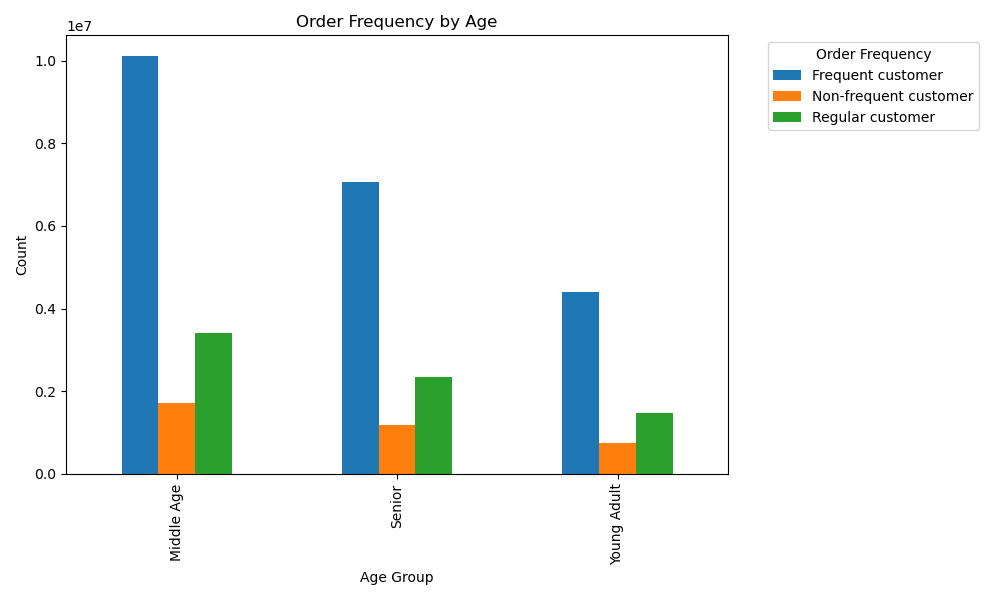 Order Frequency by Age
1e7
1.0
0.8
0.6
0.4
0.2
0.0
Count
Middle Age
Senior
Young Adult
Age Group
Order Frequency
Frequent customer
Non-frequent customer
Regular customer